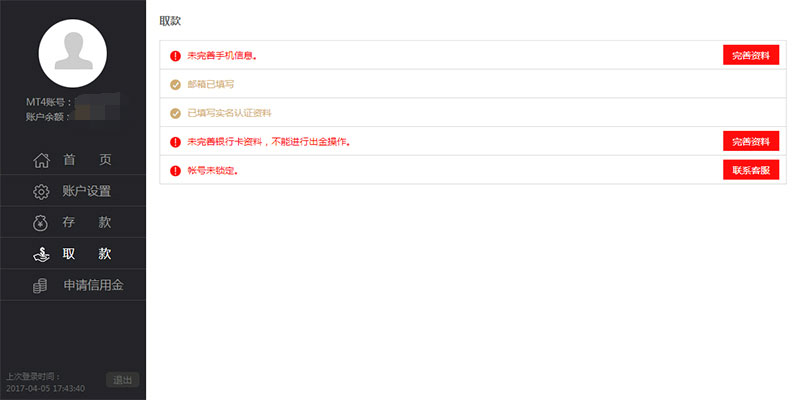 取款
MT4账号：
账户余额：
首 页
账户设置
存 款
取 款
申请信用金
上次登录时间：
2017-04-05 17:43:40
退出
未完善手机信息。
完善资料
邮箱已填写
已填写实名认证资料
未完善银行卡资料，不能进行出金操作。
完善资料
帐号未锁定。
联系客服